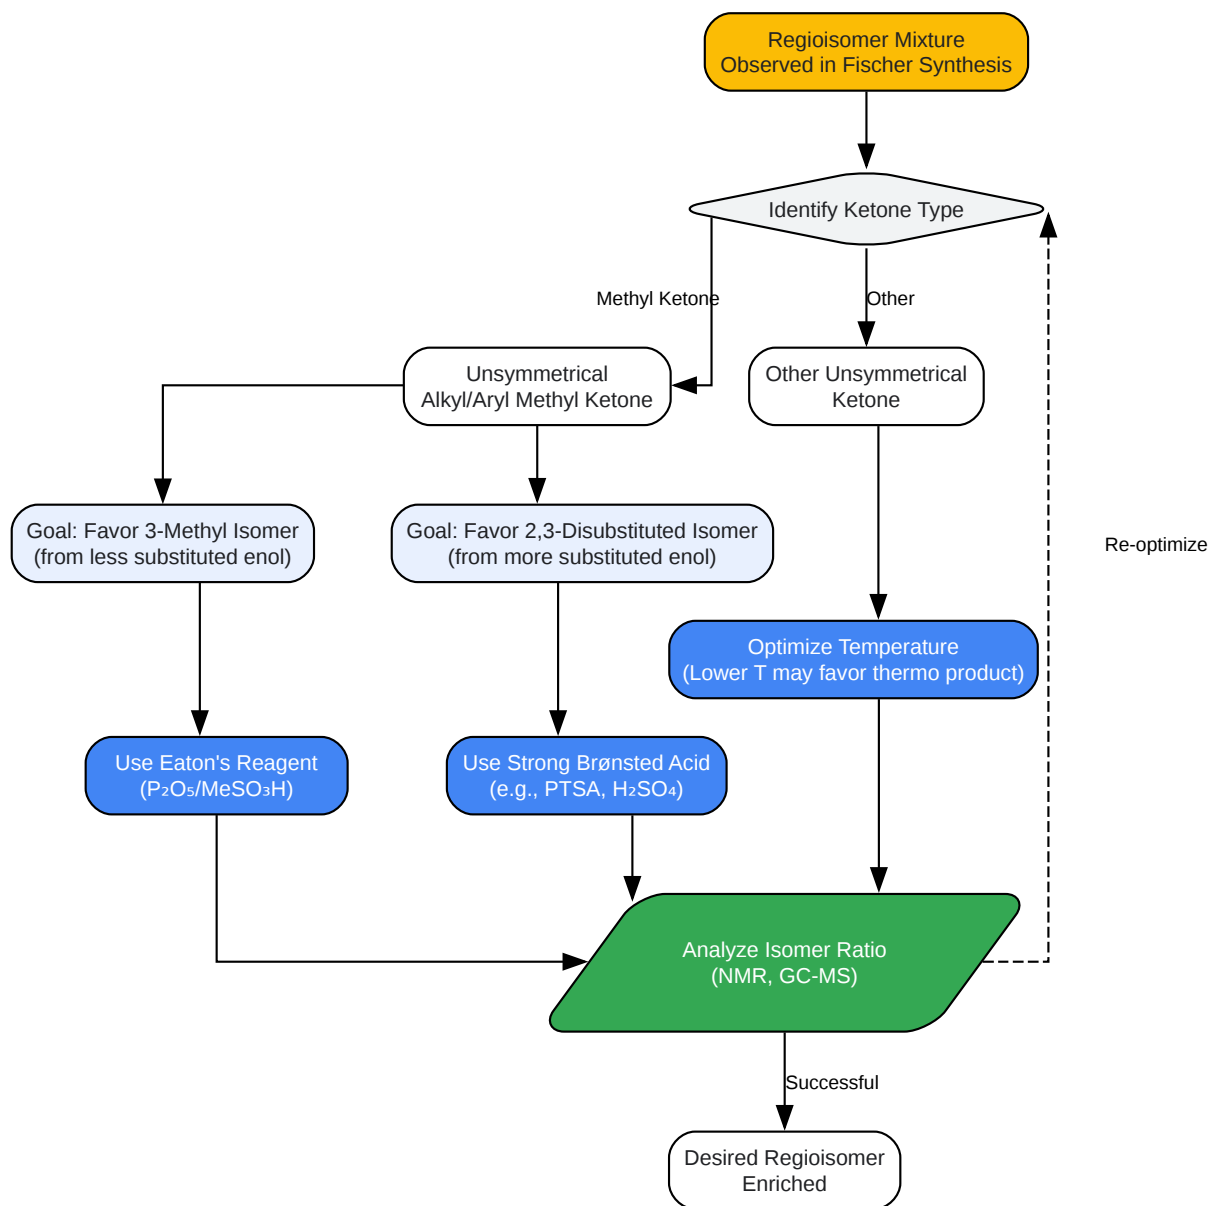 Regioisomer Mixture
Observed in Fischer Synthesis
Identify Ketone Type
Methyl Ketone
Other
Unsymmetrical
Alkyl/Aryl Methyl Ketone
Other Unsymmetrical
Ketone
Goal: Favor 3-Methyl Isomer
(from less substituted enol)
Goal: Favor 2,3-Disubstituted Isomer
(from more substituted enol)
Re-optimize
Optimize Temperature
(Lower T may favor thermo product)
Use Eaton's Reagent
(P₂O₅/MeSO₃H)
Use Strong Brønsted Acid
(e.g., PTSA, H₂SO₄)
Analyze Isomer Ratio
(NMR, GC-MS)
Successful
Desired Regioisomer
Enriched